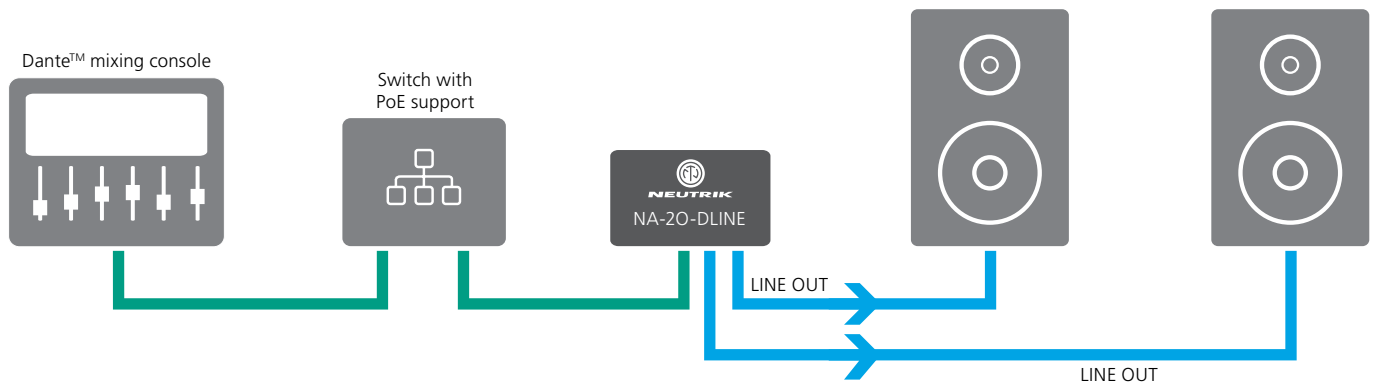 Dante™ mixing console
Switch with
PoE support
NEUTRIK
NA-2O-DLINE
LINE OUT
LINE OUT